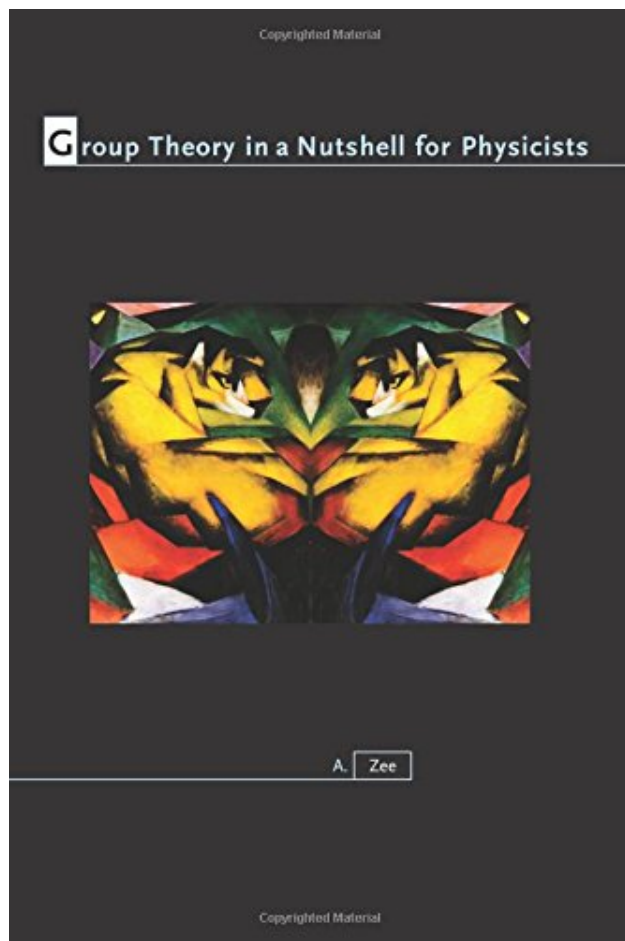 Copyrighted Material
Group Theory in a Nutshell for Physicists
A. Zee
Copyrighted Material